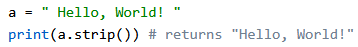 a = " Hello, World! "
print(a.strip()) # returns "Hello, World!"